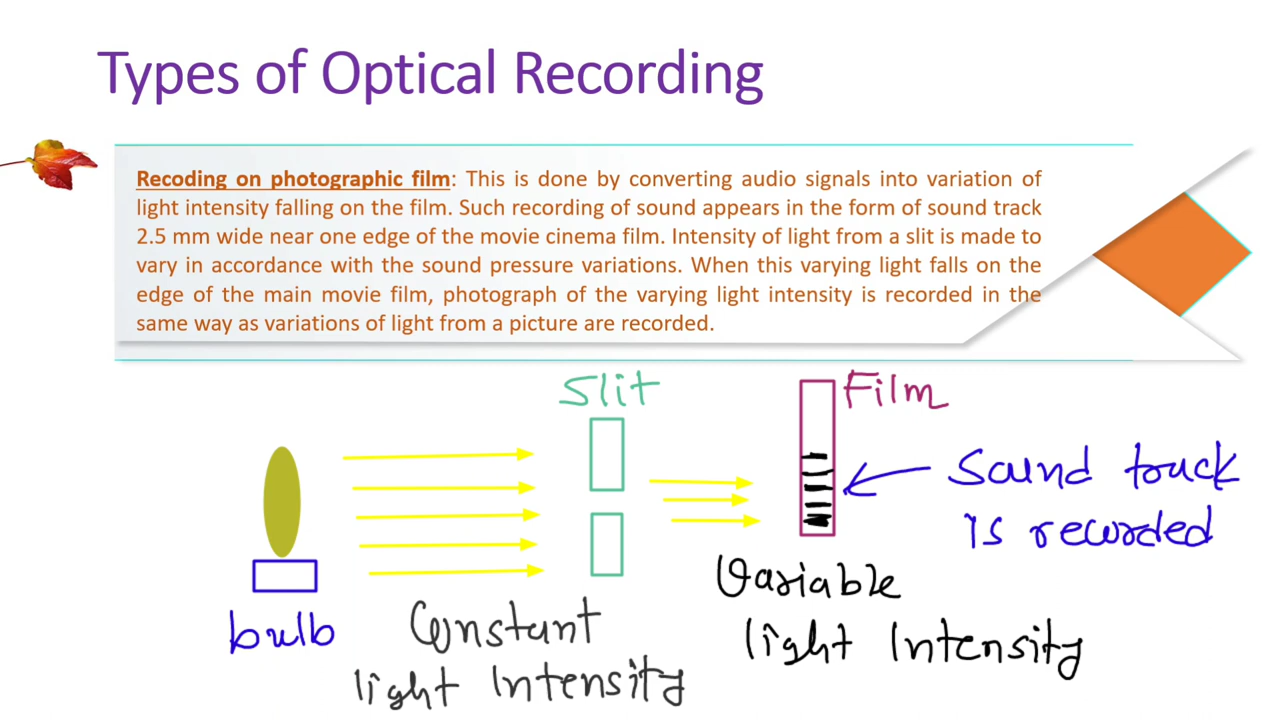 Types of Optical Recording
Recoding on photographic film: This is done by converting audio signals into variation of
light intensity falling on the film. Such recording of sound appears in the form of sound track
2.5 mm wide near one edge of the movie cinema film. Intensity of light from a slit is made to
vary in accordance with the sound pressure variations. When this varying light falls on the
edge of the main movie film, photograph of the varying light intensity is recorded in the
same way as variations of light from a picture are recorded.
Slit
Film
Sound track
is recorded
bulb
Constant
light Intensity
Variable
light Intensity